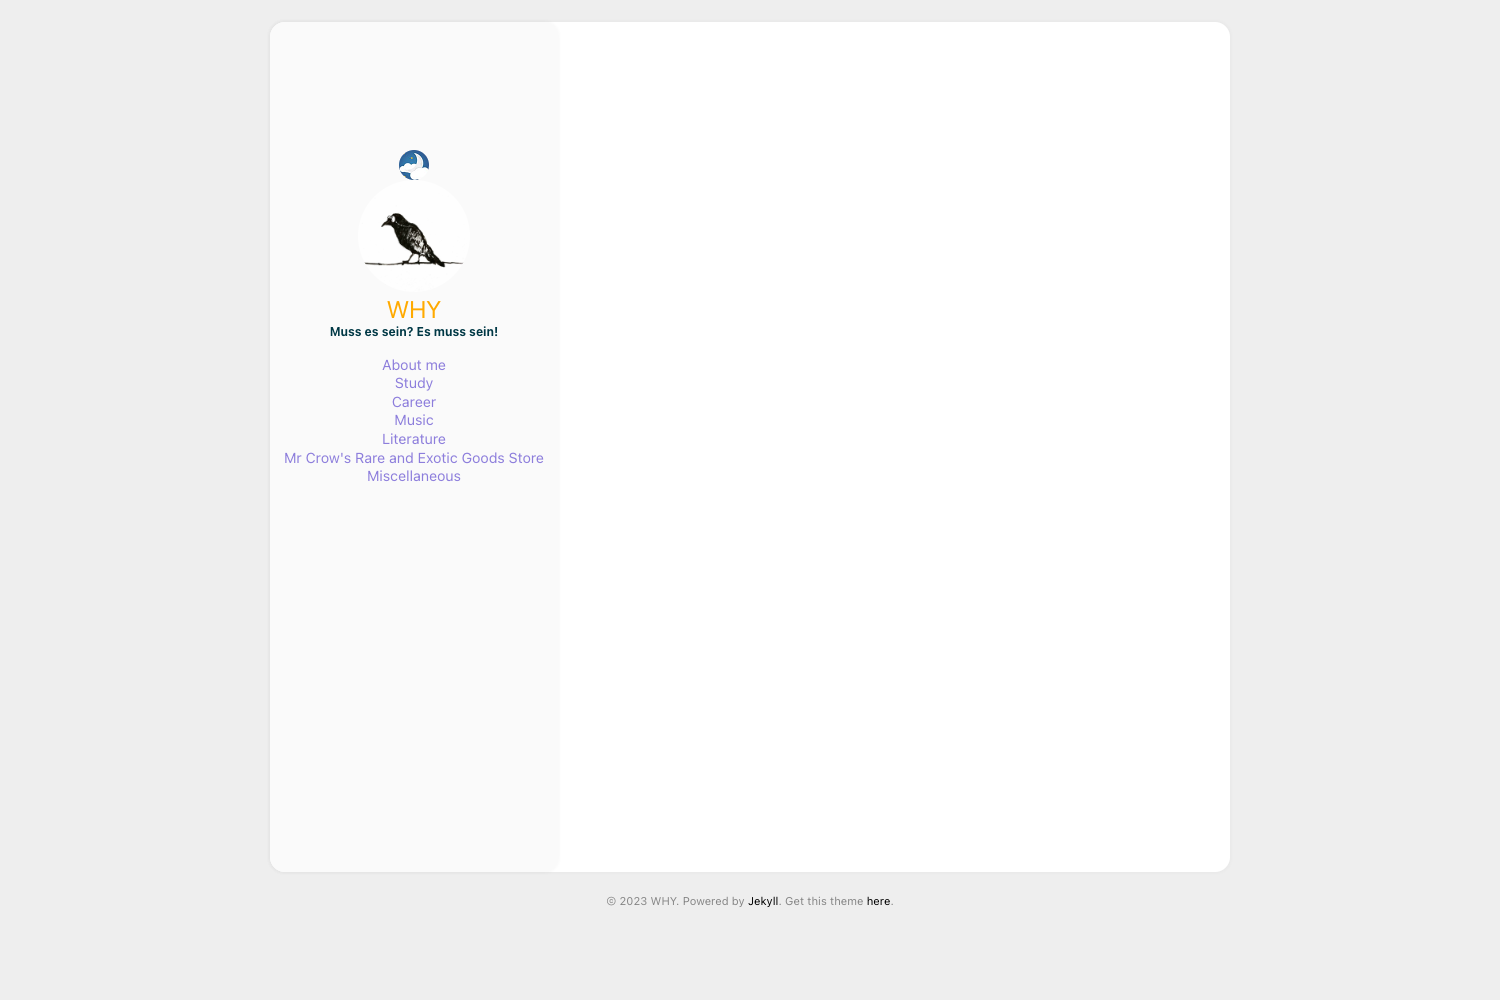 WHY
Muss es sein? Es muss sein!
About me
Study
Career
Music
Literature
Mr Crow's Rare and Exotic Goods Store
Miscellaneous
© 2023 WHY. Powered by Jekyll. Get this theme here.